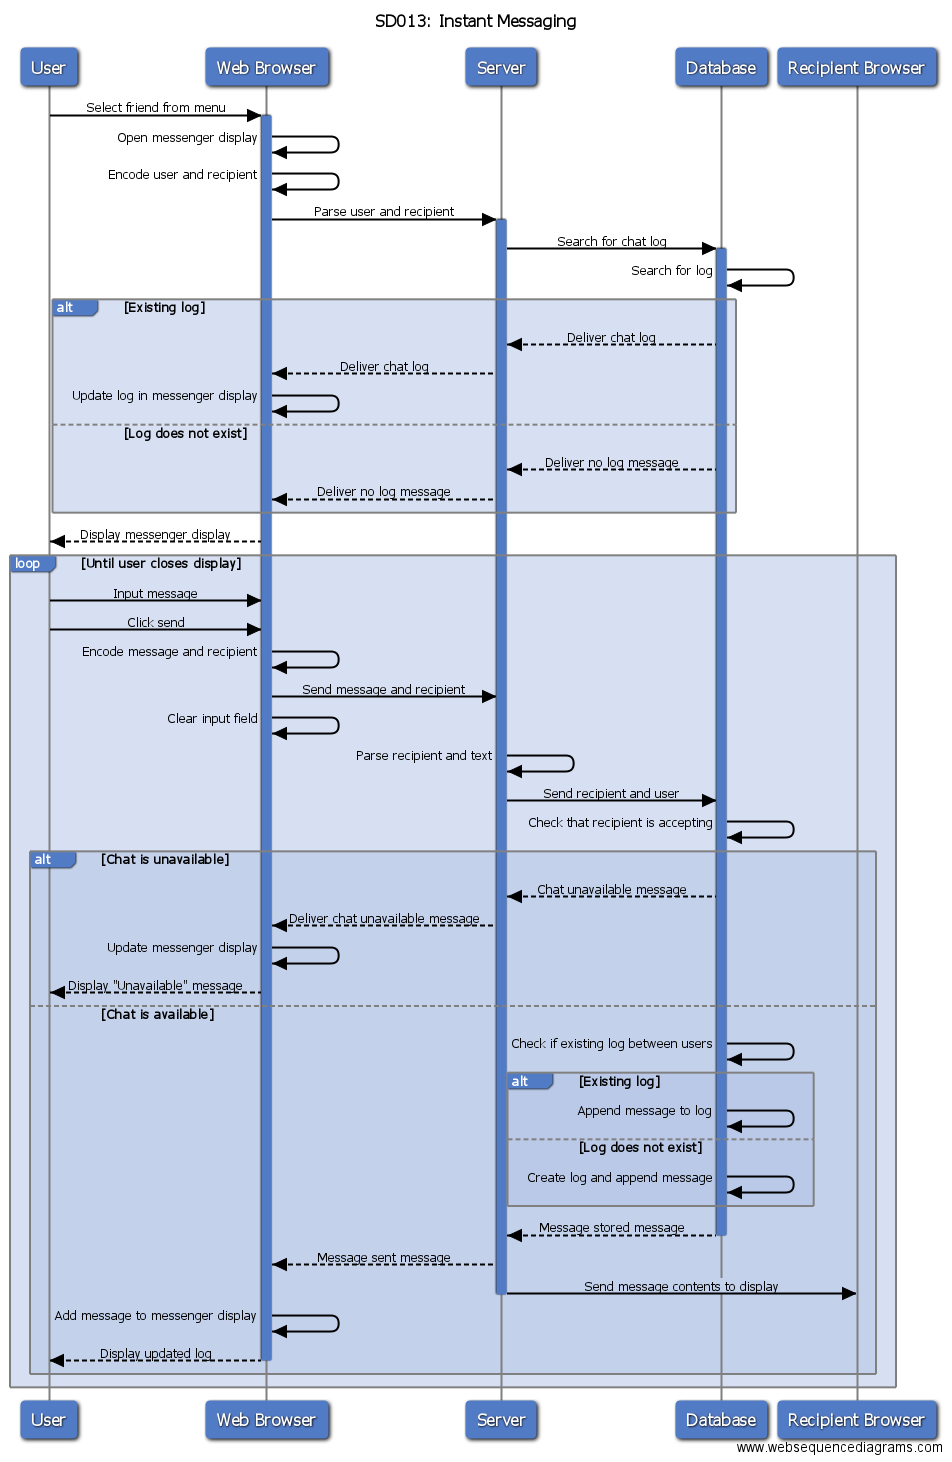 SD013: Instant Messaging
User
Web Browser
Server
Database
Recipient Browser
Select friend from menu
Open messenger display
Encode user and recipient
Parse user and recipient
Search for chat log
Search for log
alt [Existing log]
Deliver chat log
Deliver chat log
Update log in messenger display
[Log does not exist]
Deliver no log message
Deliver no log message
Display messenger display
loop [Until user closes display]
Input message
Click send
Encode message and recipient
Send message and recipient
Clear input field
Parse recipient and text
Send recipient and user
Check that recipient is accepting
alt [Chat is unavailable]
Chat unavailable message
Deliver chat unavailable message
Update messenger display
Display "Unavailable" message
[Chat is available]
Check if existing log between users
alt [Existing log]
Append message to log
[Log does not exist]
Create log and append message
Message stored message
Message sent message
Send message contents to display
Add message to messenger display
Display updated log
User
Web Browser
Server
Database
Recipient Browser
www.websequencediagrams.com